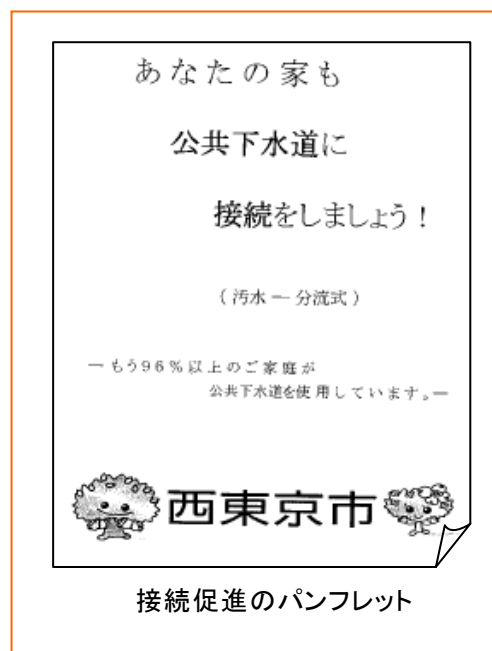 あなたの家も
公共下水道に
接続をしましょう！
（汚水ー分流式）
ーもう９６％以上のご家庭が
公共下水道を使用しています。ー
西東京市
接続促進のパンフレット